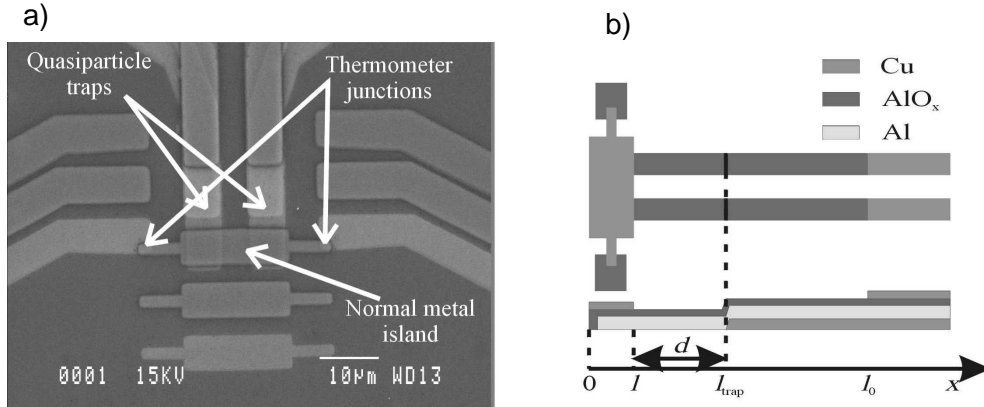 a)
Quasiparticle
traps
Thermometer
junctions
Normal metal
island
0001 15KV 10μm WD13
b)
Cu
AlOx
Al
d
0 l ltrap l0 x